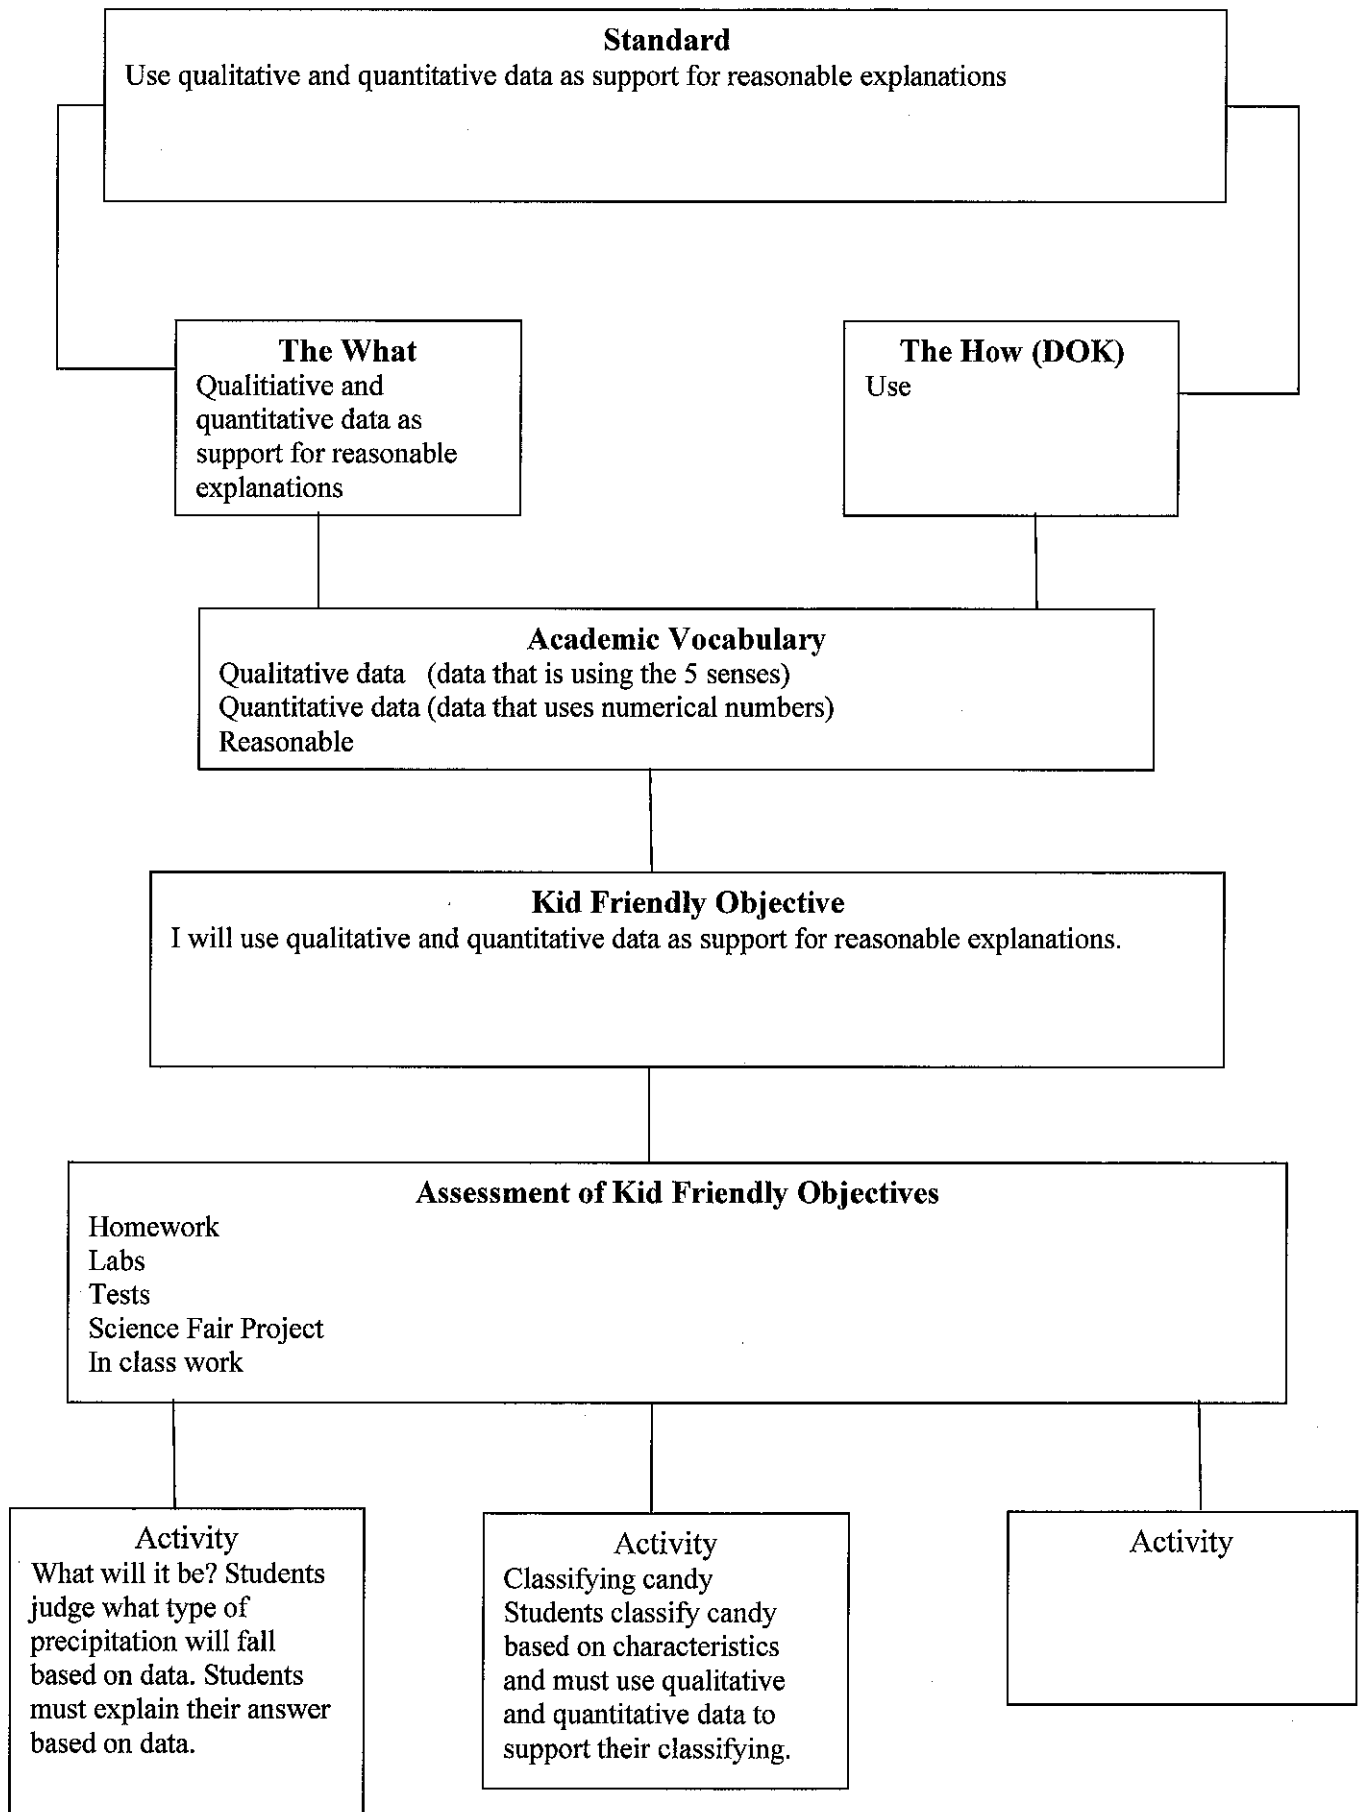 Standard
Use qualitative and quantitative data as support for reasonable explanations
The What
Qualitiative and
quantitative data as
support for reasonable
explanations
The How (DOK)
Use
Academic Vocabulary
Qualitative data (data that is using the 5 senses)
Quantitative data (data that uses numerical numbers)
Reasonable
Kid Friendly Objective
I will use qualitative and quantitative data as support for reasonable explanations.
Assessment of Kid Friendly Objectives
Homework
Labs
Tests
Science Fair Project
In class work
Activity
What will it be? Students
judge what type of
precipitation will fall
based on data. Students
must explain their answer
based on data.
Activity
Classifying candy
Students classify candy
based on characteristics
and must use qualitative
and quantitative data to
support their classifying.
Activity